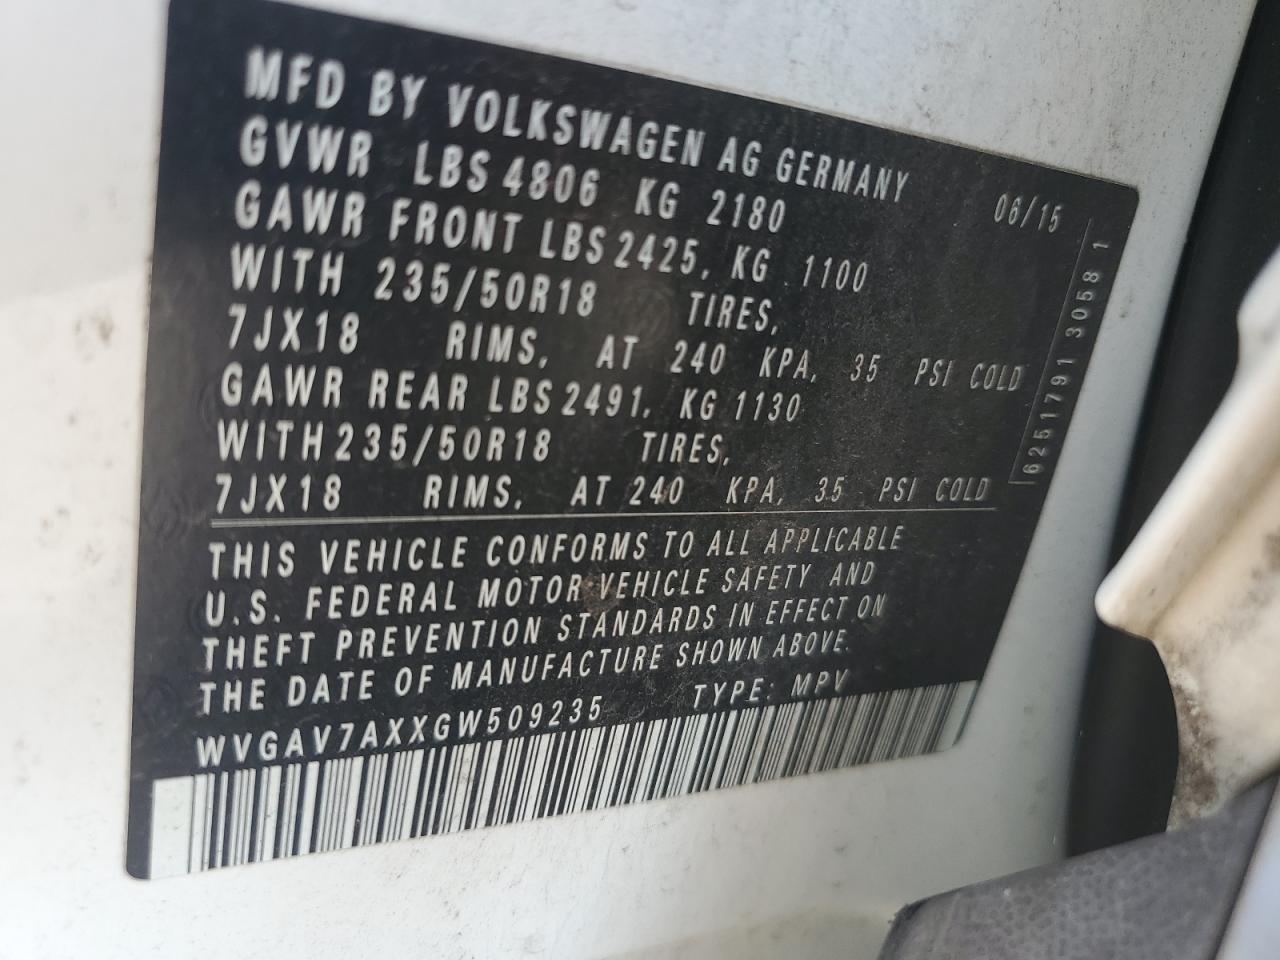 MFD BY VOLKSWAGEN AG GERMANY 06/15
GVWR LBS 4806 KG 2180
GAWR FRONT LBS 2425, KG 1100
WITH 235/50R18 TIRES,
7JX18 RIMS, AT 240 KPA, 35 PSI COLD
GAWR REAR LBS 2491, KG 1130
WITH 235/50R18 TIRES,
7JX18 RIMS, AT 240 KPA, 35 PSI COLD
THIS VEHICLE CONFORMS TO ALL APPLICABLE
U.S. FEDERAL MOTOR VEHICLE SAFETY AND
THEFT PREVENTION STANDARDS IN EFFECT ON
THE DATE OF MANUFACTURE SHOWN ABOVE.
WVGAV7AXXGW509235 TYPE: MPV
6251791 3058 1